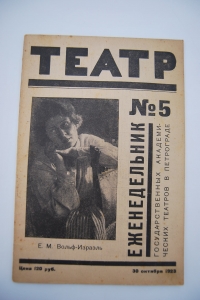 ТЕАТР
№5
ЕЖЕНЕДЕЛЬНИК
ГОСУДАРСТВЕННЫХ АКАДЕМИ-
ЧЕСКИХ ТЕАТРОВ В ПЕТРОГРАДЕ
Е. М. Вольф-Израэль
Цена 150 руб.
30 октября 1923